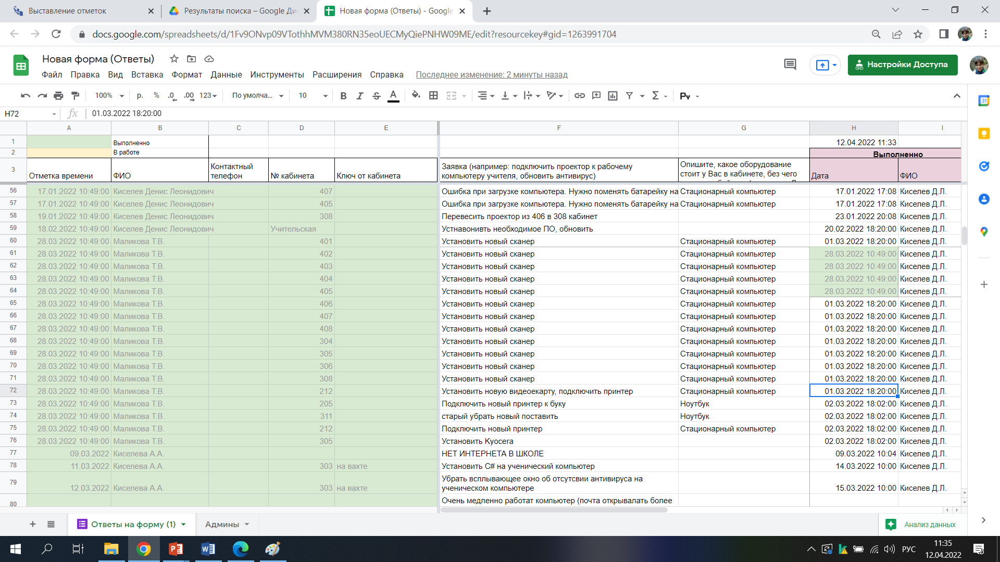 Выставление отметок
Результаты поиска – Google Ди
Новая форма (Ответы) - Google
docs.google.com/spreadsheets/d/1Fv9ONvp09VTothhMVM380RN35eoUECMyQiePNHW09ME/edit?resourcekey#gid=1263991704
Новая форма (Ответы)
Файл Правка Вид Вставка Формат Данные Инструменты Расширения Справка Последнее изменение: 2 минуты назад
Настройки Доступа
100% р. % .0 .00 123 По умолча... 10 B I S A Σ Ру
H72 fx 01.03.2022 18:20:00
A B C D E F G H I
1 Выполненно 12.04.2022 11:33
2 В работе Выполненно
3 Отметка времени ФИО Контактный телефон № кабинета Ключ от кабинета Заявка (например: подключить проектор к рабочему компьютеру учителя, обновить антивирус) Опишите, какое оборудование стоит у Вас в кабинете, без чего Дата ФИО
56 17.01.2022 10:49:00 Киселев Денис Леонидович 407 Ошибка при загрузке компьютера. Нужно поменять батарейку на Стационарный компьютер 17.01.2022 17:08 Киселев Д.Л.
57 17.01.2022 10:49:00 Киселев Денис Леонидович 405 Ошибка при загрузке компьютера. Нужно поменять батарейку на Стационарный компьютер 17.01.2022 17:08 Киселев Д.Л.
58 19.01.2022 10:49:00 Киселев Денис Леонидович 308 Перевесить проектор из 406 в 308 кабинет 23.01.2022 20:08 Киселев Д.Л.
59 18.02.2022 10:49:00 Киселев Денис Леонидович Учительская Устнавонивть необходимое ПО, обновить 20.02.2022 18:20:00 Киселев Д.Л.
60 28.03.2022 10:49:00 Маликова Т.В. 401 Установить новый сканер Стационарный компьютер 01.03.2022 18:20:00 Киселев Д.Л.
61 28.03.2022 10:49:00 Маликова Т.В. 402 Установить новый сканер Стационарный компьютер 28.03.2022 10:49:00 Киселев Д.Л.
62 28.03.2022 10:49:00 Маликова Т.В. 403 Установить новый сканер Стационарный компьютер 28.03.2022 10:49:00 Киселев Д.Л.
63 28.03.2022 10:49:00 Маликова Т.В. 404 Установить новый сканер Стационарный компьютер 28.03.2022 10:49:00 Киселев Д.Л.
64 28.03.2022 10:49:00 Маликова Т.В. 405 Установить новый сканер Стационарный компьютер 28.03.2022 10:49:00 Киселев Д.Л.
65 28.03.2022 10:49:00 Маликова Т.В. 406 Установить новый сканер Стационарный компьютер 01.03.2022 18:20:00 Киселев Д.Л.
66 28.03.2022 10:49:00 Маликова Т.В. 407 Установить новый сканер Стационарный компьютер 01.03.2022 18:20:00 Киселев Д.Л.
67 28.03.2022 10:49:00 Маликова Т.В. 408 Установить новый сканер Стационарный компьютер 01.03.2022 18:20:00 Киселев Д.Л.
68 28.03.2022 10:49:00 Маликова Т.В. 304 Установить новый сканер Стационарный компьютер 01.03.2022 18:20:00 Киселев Д.Л.
69 28.03.2022 10:49:00 Маликова Т.В. 305 Установить новый сканер Стационарный компьютер 01.03.2022 18:20:00 Киселев Д.Л.
70 28.03.2022 10:49:00 Маликова Т.В. 306 Установить новый сканер Стационарный компьютер 01.03.2022 18:20:00 Киселев Д.Л.
71 28.03.2022 10:49:00 Маликова Т.В. 308 Установить новый сканер Стационарный компьютер 01.03.2022 18:20:00 Киселев Д.Л.
72 28.03.2022 10:49:00 Маликова Т.В. 212 Установить новую видеоекарту, подключить принтер Стационарный компьютер 01.03.2022 18:20:00 Киселев Д.Л.
73 28.03.2022 10:49:00 Маликова Т.В. 205 Подключить новый принтер к буку Ноутбук 02.03.2022 18:02:00 Киселев Д.Л.
74 28.03.2022 10:49:00 Маликова Т.В. 311 старый убрать новый поставить Ноутбук 02.03.2022 18:02:00 Киселев Д.Л.
75 28.03.2022 10:49:00 Маликова Т.В. 212 Подключить новый принтер Стационарный компьютер 02.03.2022 18:02:00 Киселев Д.Л.
76 28.03.2022 10:49:00 Маликова Т.В. 305 Установить Kyocera 02.03.2022 18:02:00 Киселев Д.Л.
77 09.03.2022 Киселева А.А. НЕТ ИНТЕРНЕТА В ШКОЛЕ 09.03.2022 10:04 Киселев Д.Л.
78 11.03.2022 Киселева А.А. 303 на вахте Установить C# на ученический компьютер 14.03.2022 10:00 Киселев Д.Л.
79 12.03.2022 Киселева А.А. 303 на вахте Убрать всплывающее окно об отсутсвии антивируса на ученическом компьютере 15.03.2022 10:00 Киселев Д.Л.
80 Очень медленно работат компьютер (почта открывалать более
Ответы на форму (1) Админы Анализ данных
РУС 11:35
12.04.2022